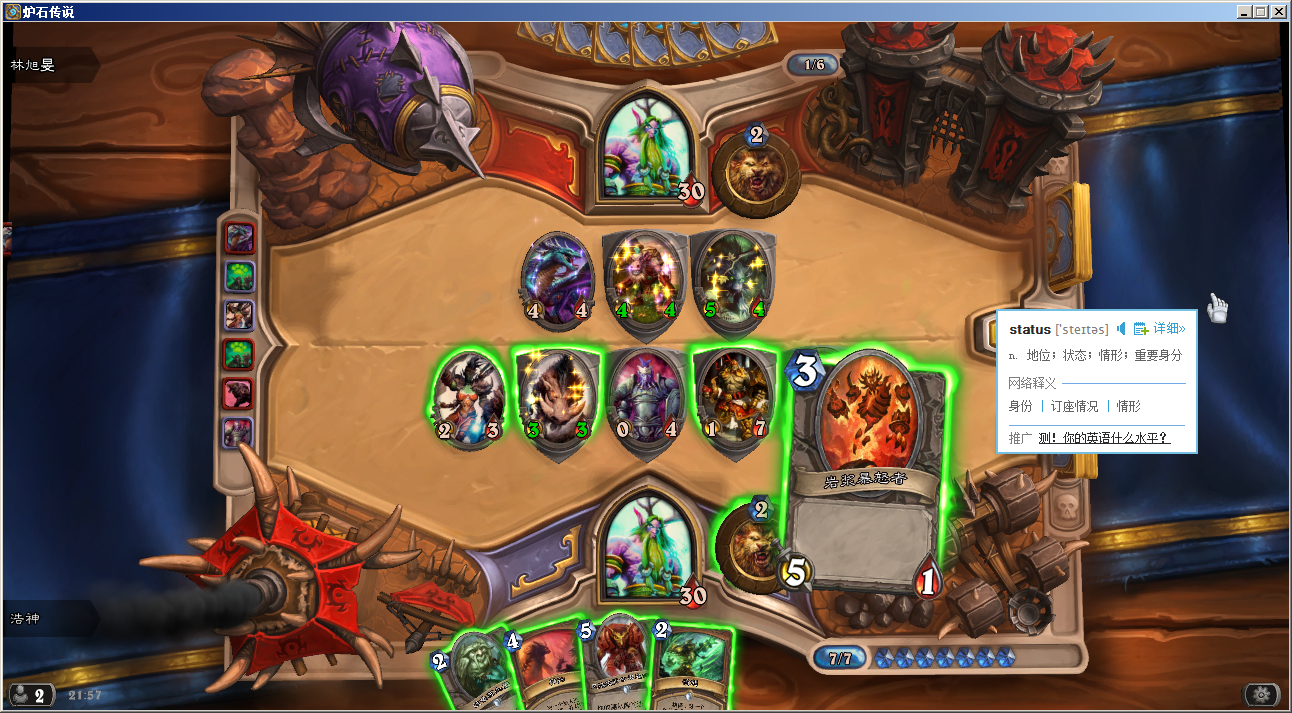 炉石传说
林旭旻
1/6
30
2
4 4
4 4
5 4
2 3
3 3
0 4
1 7
3
岩浆暴怒者
5
1
status ['steɪtəs] 详细»
n. 地位；状态；情形；重要身分
网络释义
身份 | 订座情况 | 情形
推广 测！你的英语什么水平？
2
30
浩神
2
4
5
2
7/7
2 21:57